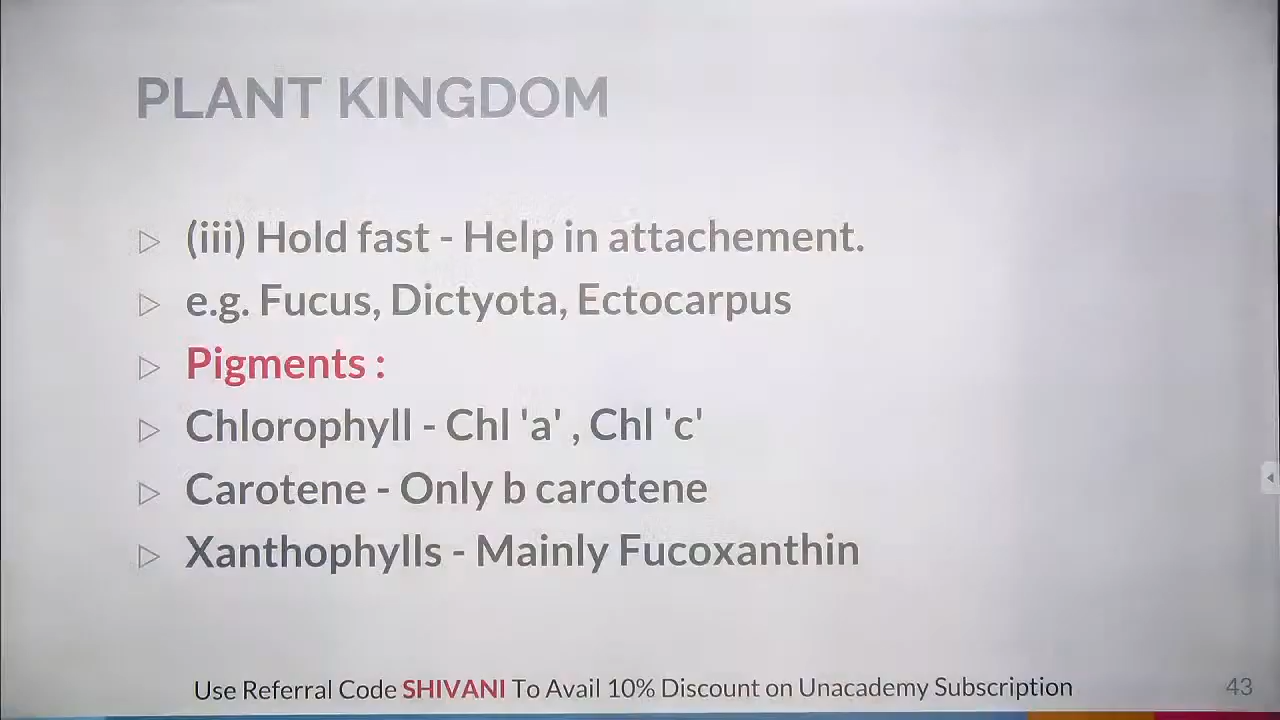 PLANT KINGDOM
(iii) Hold fast - Help in attachement.
e.g. Fucus, Dictyota, Ectocarpus
Pigments :
Chlorophyll - Chl 'a' , Chl 'c'
Carotene - Only b carotene
Xanthophylls - Mainly Fucoxanthin
Use Referral Code SHIVANI To Avail 10% Discount on Unacademy Subscription
43